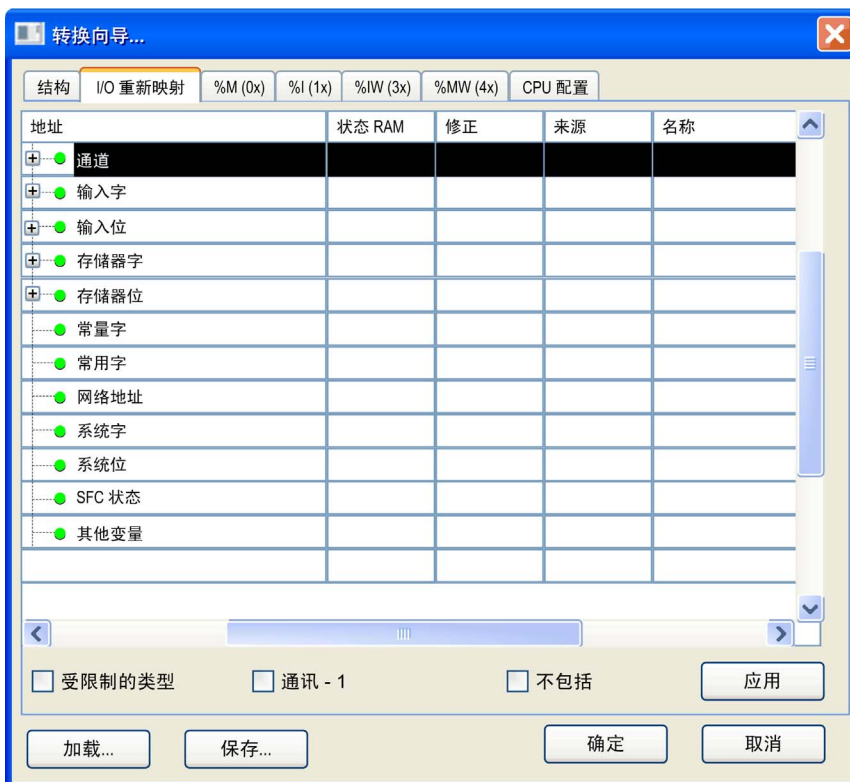 转换向导...
结构 I/O 重新映射 %M (0x) %I (1x) %IW (3x) %MW (4x) CPU 配置
地址 状态 RAM 修正 来源 名称
通道
输入字
输入位
存储器字
存储器位
常量字
常用字
网络地址
系统字
系统位
SFC 状态
其他变量
受限制的类型 通讯 - 1 不包括 应用
加载... 保存... 确定 取消